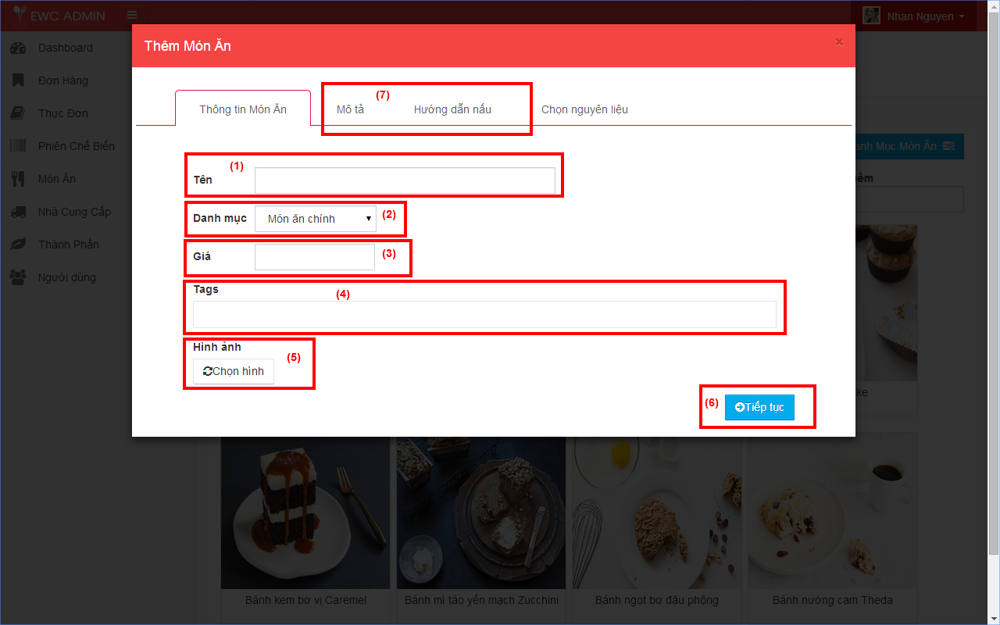 EWC ADMIN
Nhan Nguyen
Thêm Món Ăn
×
Dashboard
Đơn Hàng
Thực Đơn
Phiên Chế Biến
Món Ăn
Nhà Cung Cấp
Thành Phần
Người dùng
Thông tin Món Ăn
Mô tả
(7)
Hướng dẫn nấu
Chọn nguyên liệu
Mục Món Ăn
(1)
Tên
Danh mục
Món ăn chính
(2)
Giá
(3)
Tags
(4)
Hình ảnh
(5)
Chọn hình
(6)
Tiếp tục
Bánh kem bơ vị Caremel
Bánh mì táo yến mạch Zucchini
Bánh ngọt bơ đậu phộng
Bánh nướng cam Theda